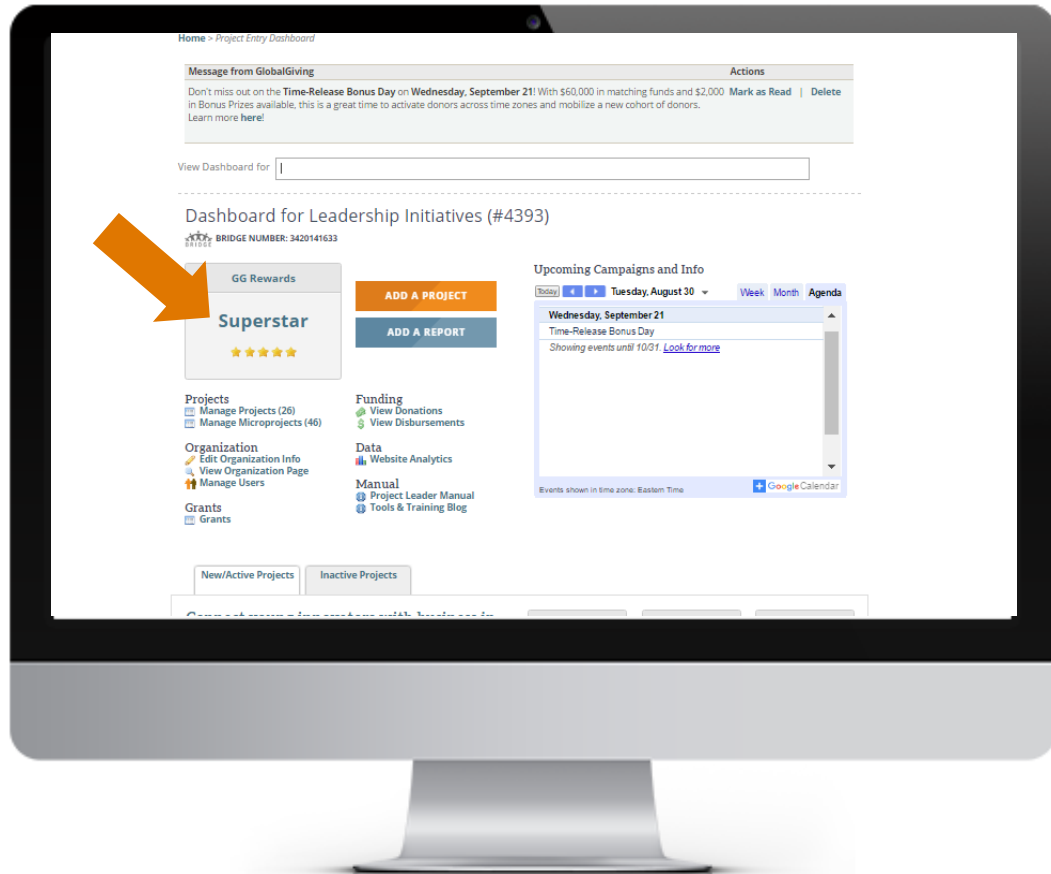 Home > Project Entry Dashboard
Message from GlobalGiving
Actions
Don't miss out on the Time-Release Bonus Day on Wednesday, September 21! With $60,000 in matching funds and $2,000
in Bonus Prizes available, this is a great time to activate donors across time zones and mobilize a new cohort of donors.
Learn more here!
Mark as Read | Delete
View Dashboard for
Dashboard for Leadership Initiatives (#4393)
BRIDGE
BRIDGE NUMBER: 3420141633
GG Rewards
Superstar
ADD A PROJECT
ADD A REPORT
Projects
Manage Projects (26)
Manage Microprojects (46)
Organization
Edit Organization Info
View Organization Page
Manage Users
Grants
Grants
Funding
View Donations
View Disbursements
Data
Website Analytics
Manual
Project Leader Manual
Tools & Training Blog
Upcoming Campaigns and Info
Today Tuesday, August 30 Week Month Agenda
Wednesday, September 21
Time-Release Bonus Day
Showing events until 10/31. Look for more
Events shown in time zone: Eastern Time
+ Google Calendar
New/Active Projects
Inactive Projects